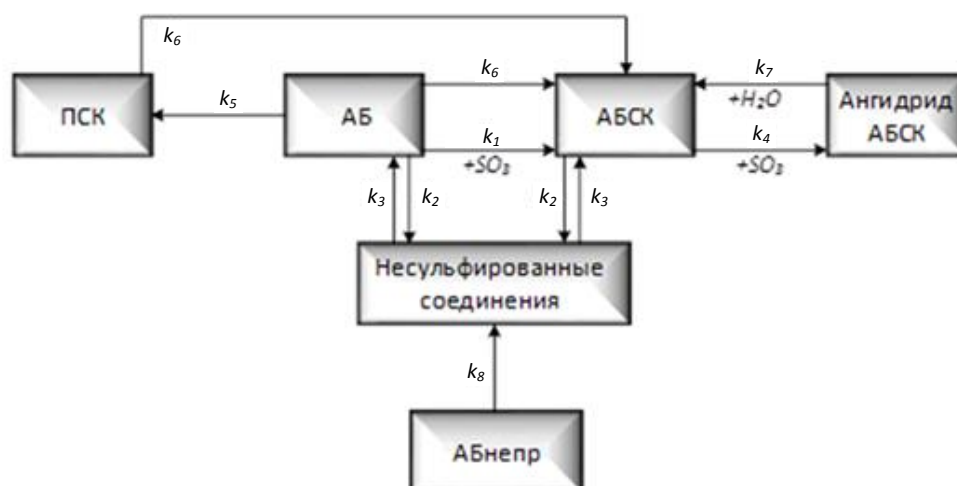 k₆
k₆
k₇
ПСК
k₅
АБ
АБСК
+H₂O
Ангидрид
АБСК
k₁
+SO₃
k₄
+SO₃
k₃
k₂
k₂
k₃
Несульфированные
соединения
k₈
АБнепр